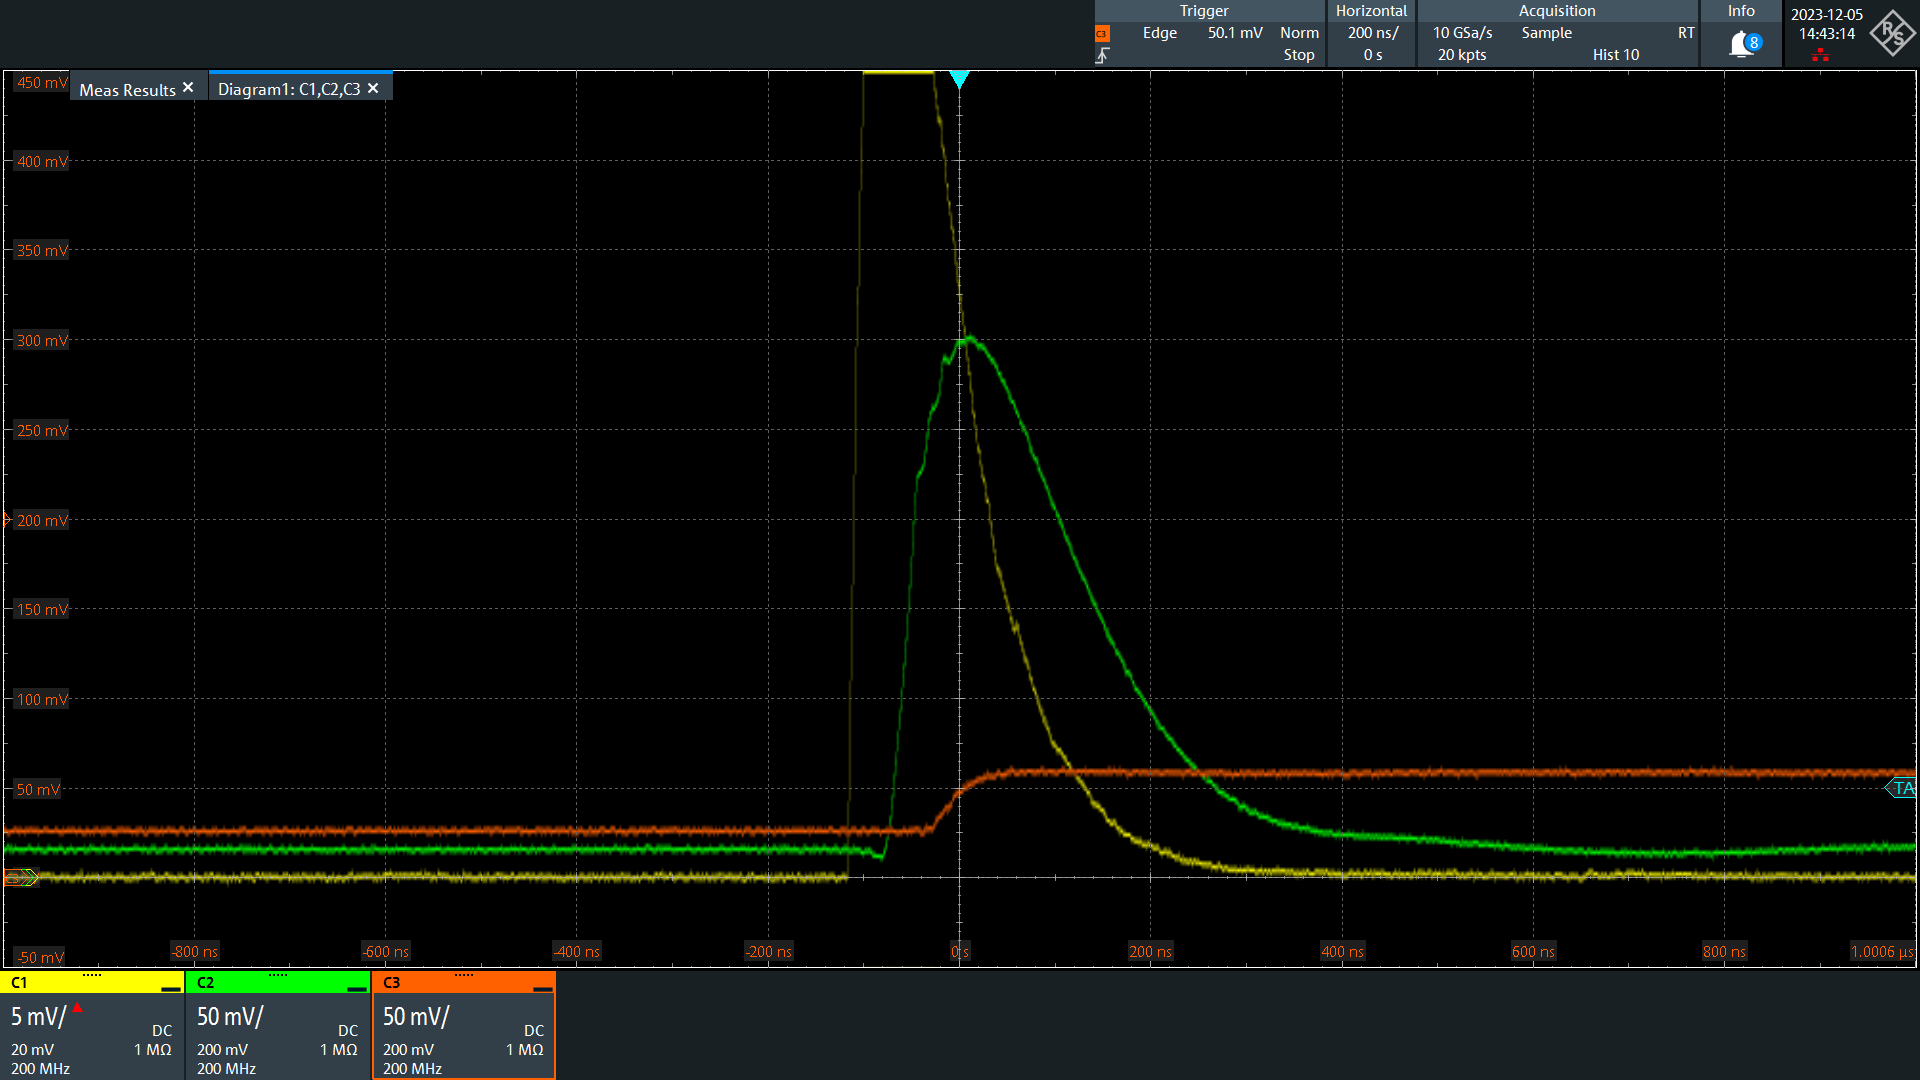 Trigger
Edge 50.1 mV Norm
Stop
C3
Horizontal
200 ns/
0 s
Acquisition
10 GSa/s Sample RT
20 kpts Hist 10
Info
8
2023-12-05
14:43:14
R&S
Meas Results ×
Diagram1: C1,C2,C3 ×
450 mV
400 mV
350 mV
300 mV
250 mV
200 mV
150 mV
100 mV
50 mV
-50 mV
TA
-800 ns
-600 ns
-400 ns
-200 ns
0 s
200 ns
400 ns
600 ns
800 ns
1.0006 µs
C1
5 mV/
DC
20 mV 1 MΩ
200 MHz
C2
50 mV/
DC
200 mV 1 MΩ
200 MHz
C3
50 mV/
DC
200 mV 1 MΩ
200 MHz